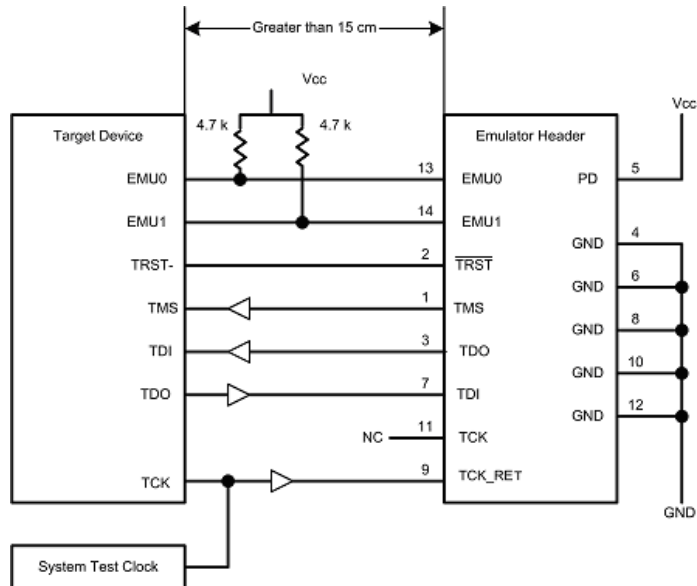 Greater than 15 cm
Vcc
Vcc
4.7 k
4.7 k
Target Device
Emulator Header
EMU0
13
EMU0
PD
5
EMU1
14
EMU1
GND
4
TRST-
2
TRST
GND
6
TMS
1
TMS
GND
8
TDI
3
TDO
GND
10
TDO
7
TDI
GND
12
NC
11
TCK
TCK
9
TCK_RET
GND
System Test Clock